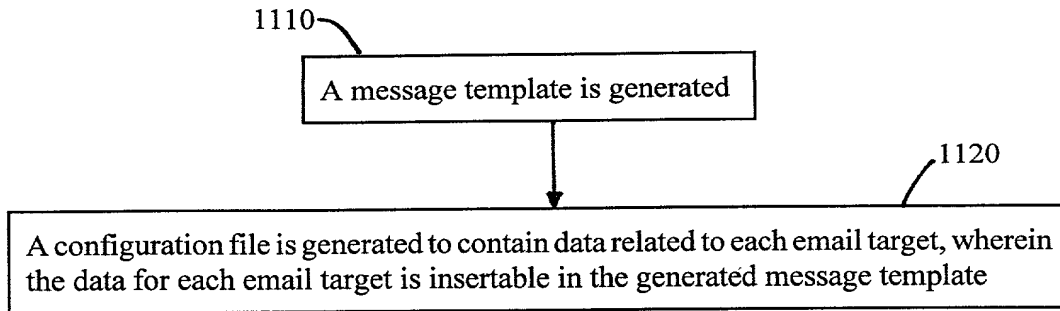 1110
A message template is generated
1120
A configuration file is generated to contain data related to each email target, wherein
the data for each email target is insertable in the generated message template